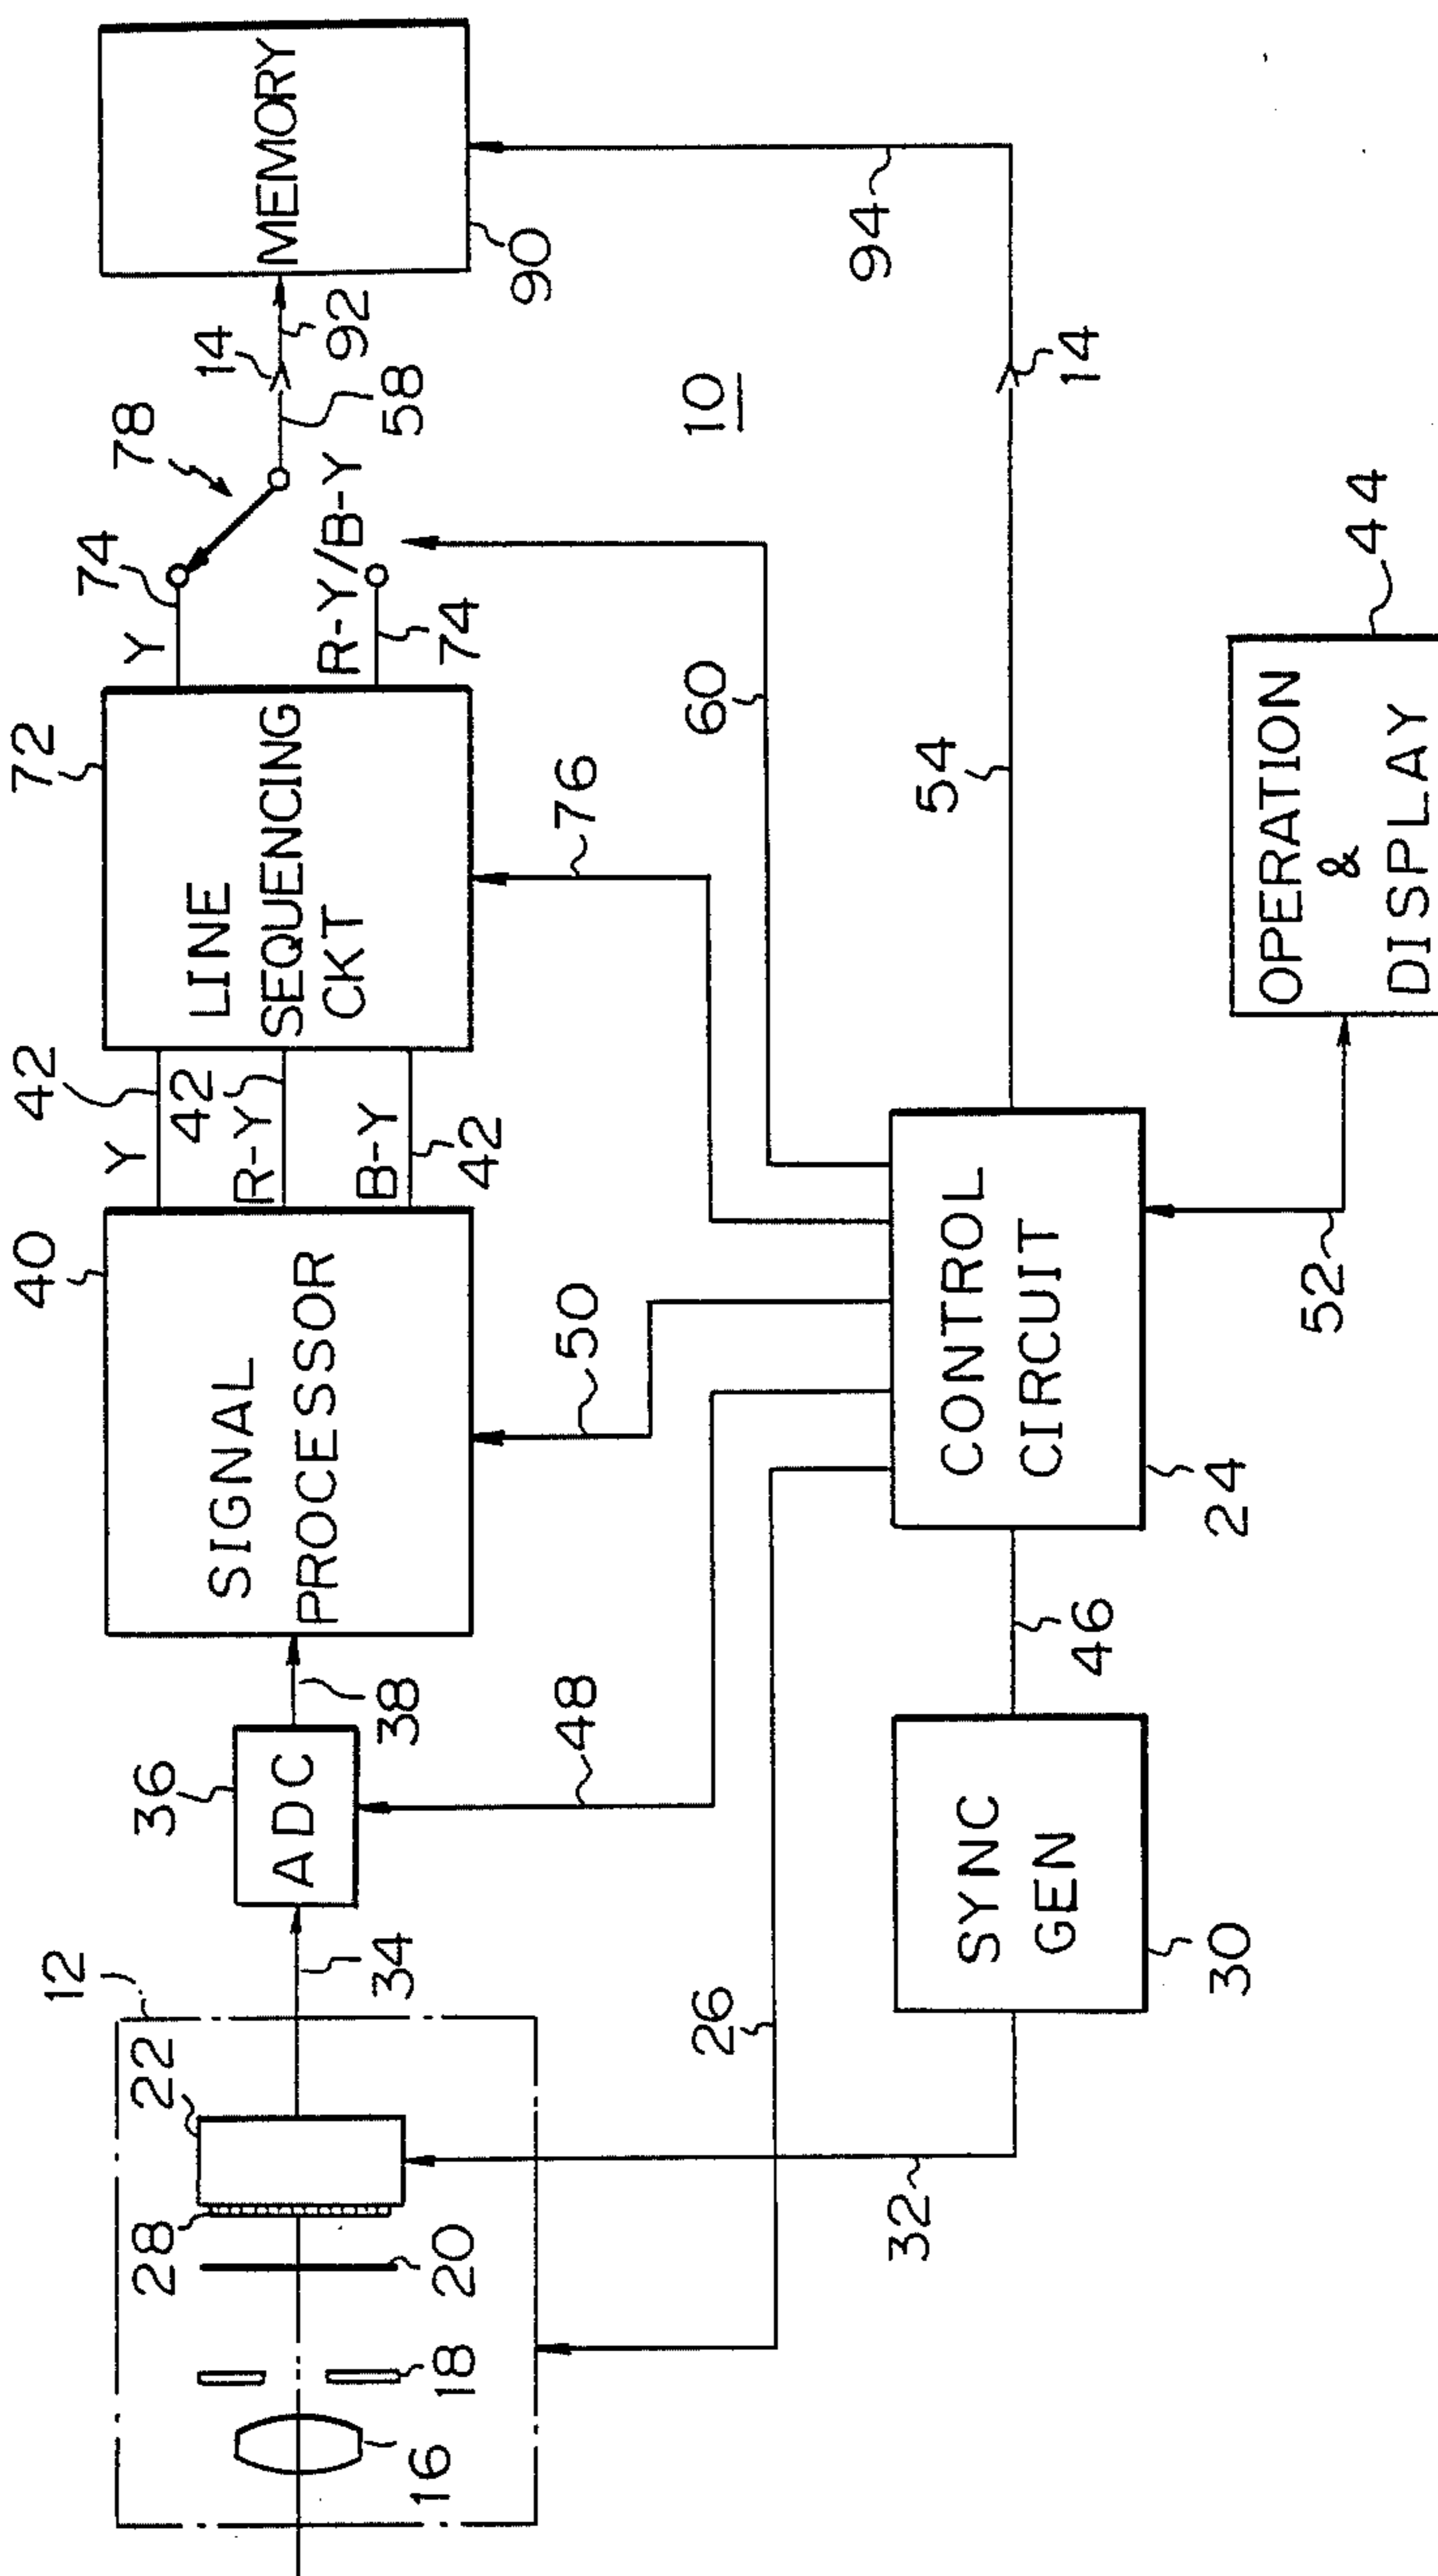 12
22
28
20
18
16
34
36
ADC
38
40
SIGNAL
PROCESSOR
42
Y
42
R-Y
B-Y
42
72
LINE
SEQUENCING
CKT
74
Y
R-Y/B-Y
74
78
58
14
92
MEMORY
90
26
48
50
76
60
10
94
32
SYNC
GEN
30
46
CONTROL
CIRCUIT
24
54
14
52
OPERATION
&
DISPLAY
44